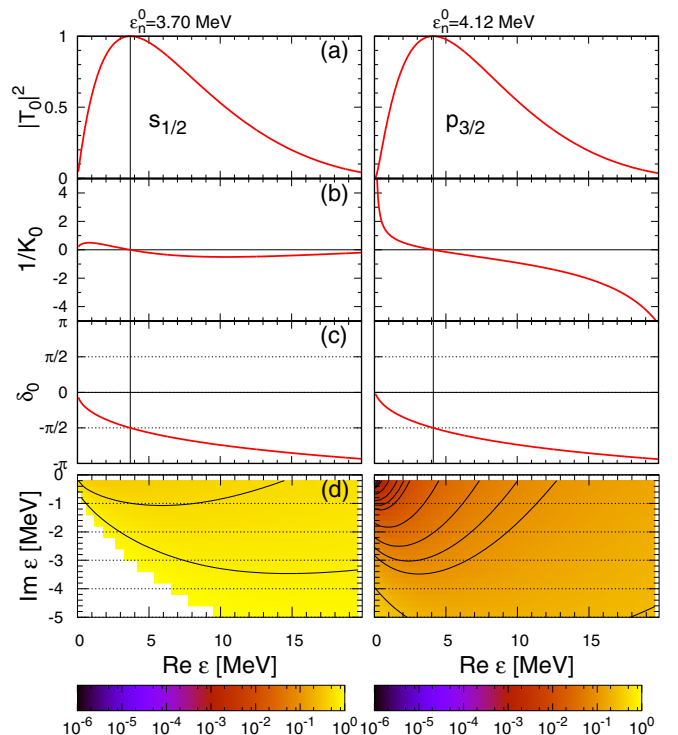 ε_n^0=3.70 MeV ε_n^0=4.12 MeV
(a)
1
|T_0|^2
0.5
s_{1/2} p_{3/2}
0
(b)
4
2
1/K_0
0
-2
-4
π
(c)
π/2
δ_0
0
-π/2
-π
0
(d)
-1
Im ε [MeV]
-2
-3
-4
-5
0 5 10 15 0 5 10 15
Re ε [MeV] Re ε [MeV]
10^{-6} 10^{-5} 10^{-4} 10^{-3} 10^{-2} 10^{-1} 10^0 10^{-6} 10^{-5} 10^{-4} 10^{-3} 10^{-2} 10^{-1} 10^0